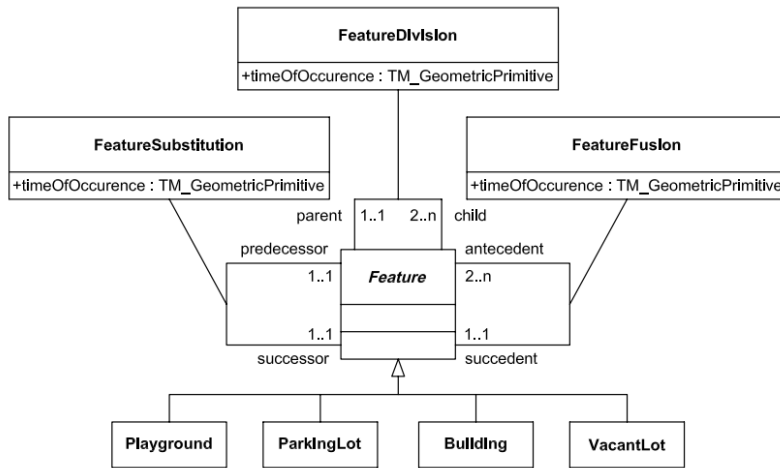 FeatureDivision
+timeOfOccurence : TM_GeometricPrimitive
FeatureSubstitution
+timeOfOccurence : TM_GeometricPrimitive
FeatureFusion
+timeOfOccurence : TM_GeometricPrimitive
parent 1..1 2..n child
predecessor Feature antecedent
1..1 2..n
1..1 1..1
successor succedent
Playground ParkingLot Building VacantLot